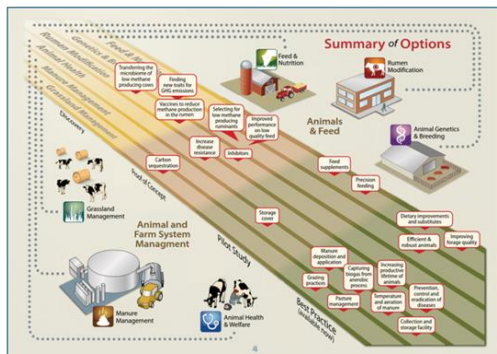 Summary of Options
Feed & Nutrition
Rumen Modification
Genetics &
Animal Health
Manure Management
Grassland Management
Discovery
Feed &
Nutrition
Rumen
Modification
Transferring the
microbiome of
low methane
producing cows
Finding
new traits for
GHG emissions
Vaccines to reduce
methane production
in the rumen
Selecting for
low methane
producing
ruminants
Improved
performance on
low quality feed
Animals
& Feed
Animal Genetics
& Breeding
Increase
disease
resistance
Inhibitors
Carbon
sequestration
Proof of Concept
Feed
supplements
Precision
feeding
Grassland
Management
Animal and
Farm System
Managment
Storage
cover
Dietary improvements
and substitutes
Efficient &
robust animals
Improving
forage quality
Pilot Study
Manure
deposition and
application
Capturing
biogas from
anerobic
process
Increasing
productive
lifetime of
animals
Grazing
practices
Pasture
management
Temperature
and aeration
of manure
Prevention,
control and
eradication of
diseases
Collection and
storage facility
Best Practice
(available now)
Manure
Management
Animal Health
& Welfare
4